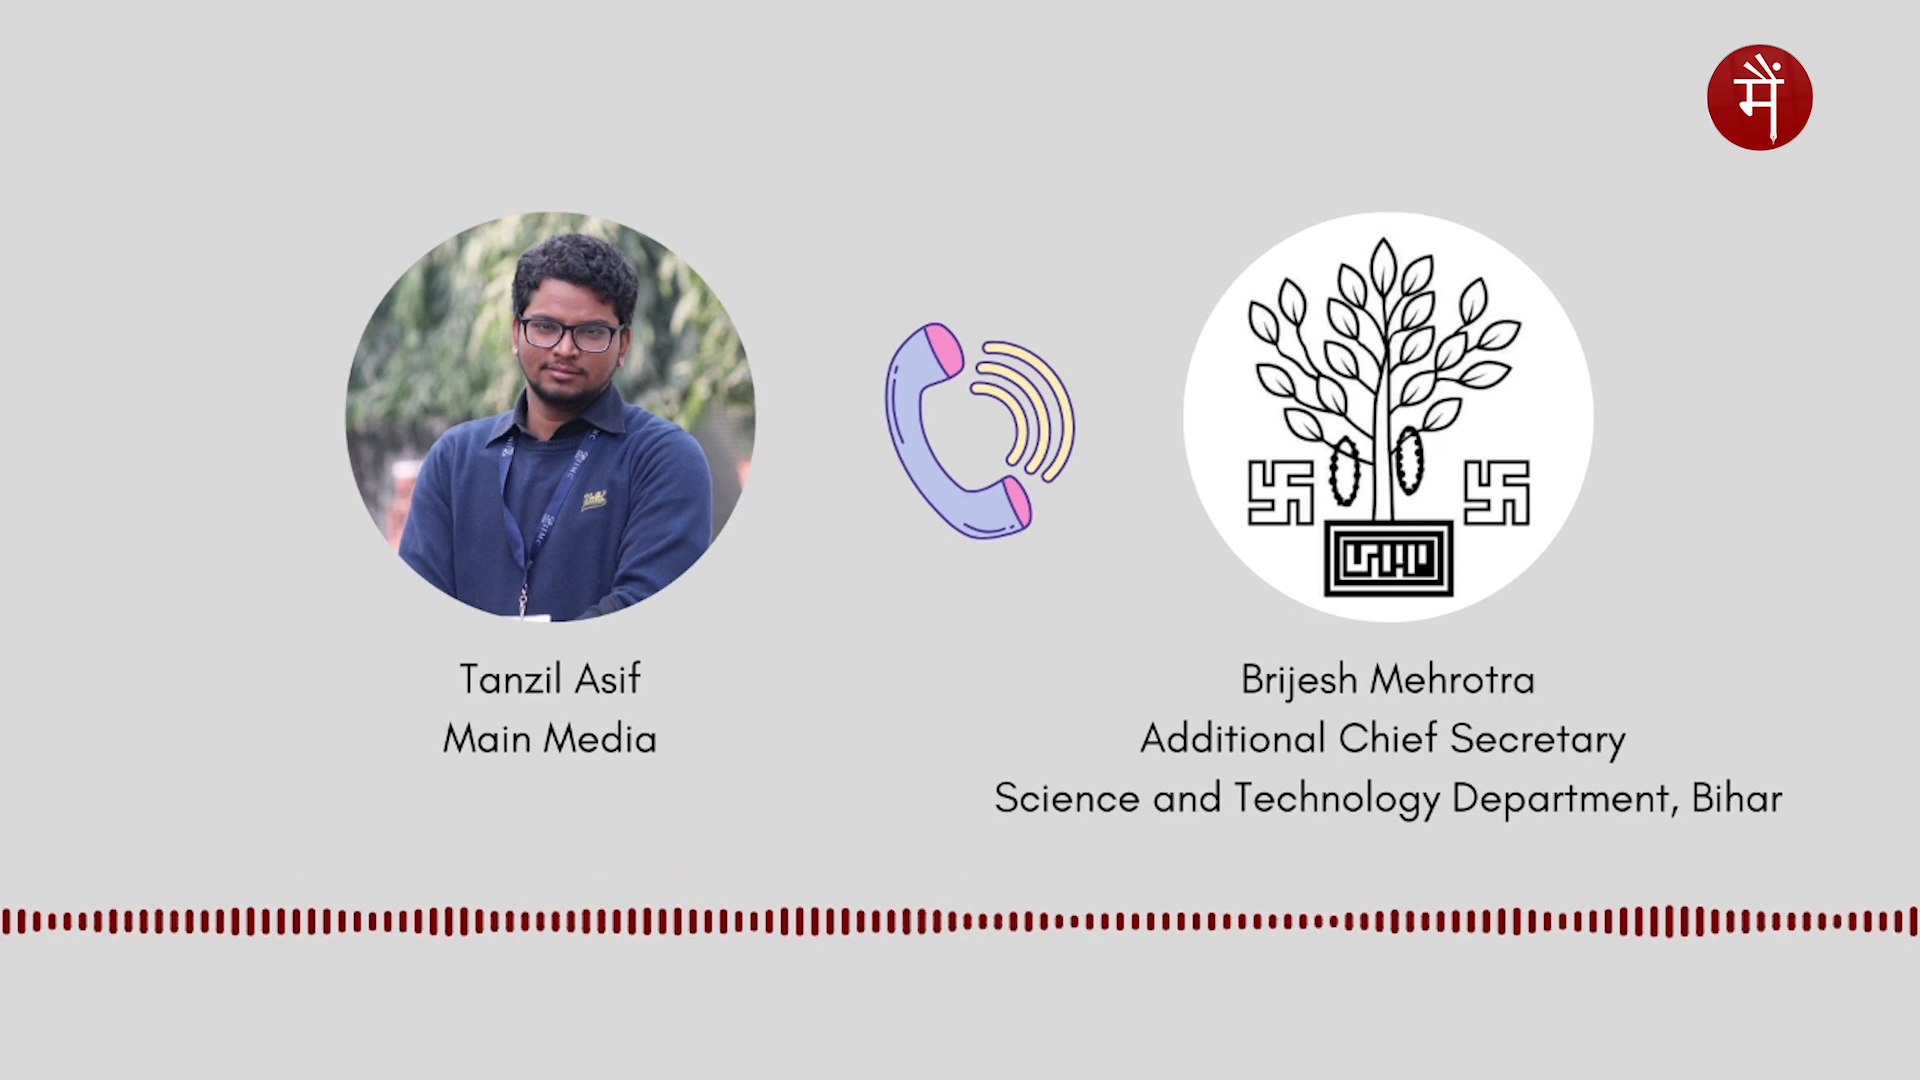 में
Tanzil Asif
Main Media
Brijesh Mehrotra
Additional Chief Secretary
Science and Technology Department, Bihar